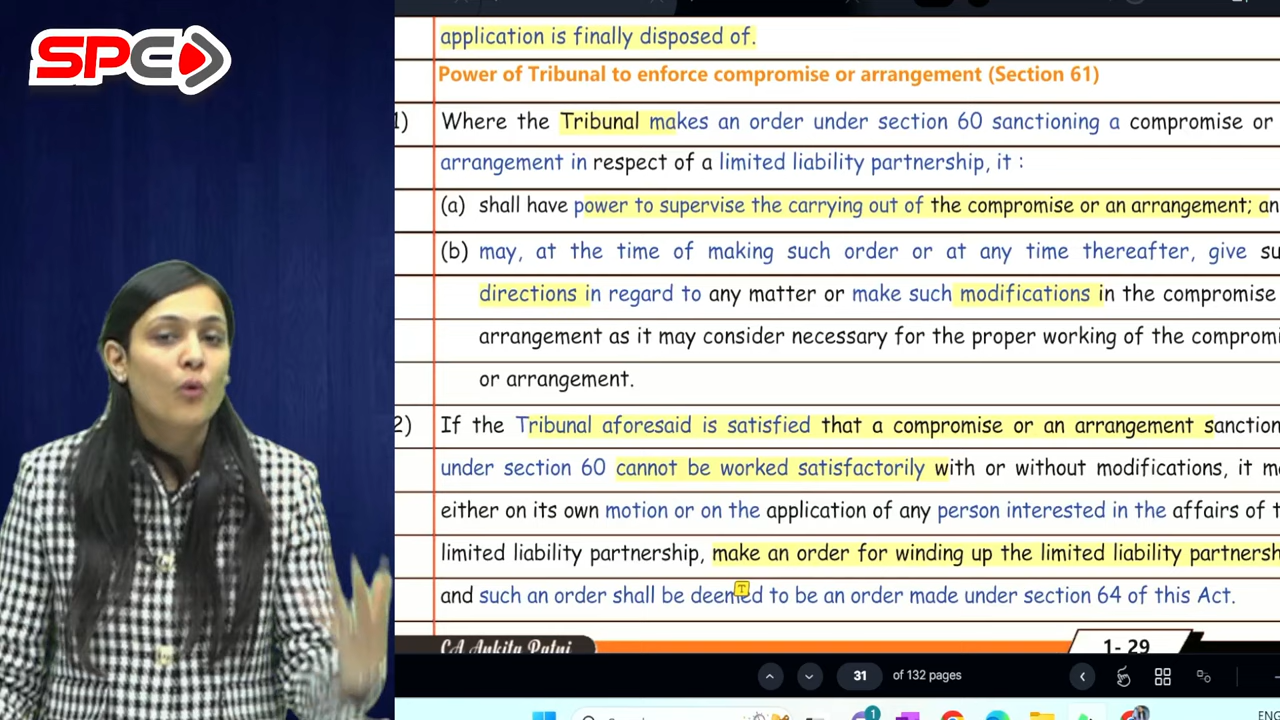 SPC
application is finally disposed of.
Power of Tribunal to enforce compromise or arrangement (Section 61)
1) Where the Tribunal makes an order under section 60 sanctioning a compromise or
arrangement in respect of a limited liability partnership, it :
(a) shall have power to supervise the carrying out of the compromise or an arrangement; an
(b) may, at the time of making such order or at any time thereafter, give su
directions in regard to any matter or make such modifications in the compromise
arrangement as it may consider necessary for the proper working of the compromi
or arrangement.
2) If the Tribunal aforesaid is satisfied that a compromise or an arrangement sanction
under section 60 cannot be worked satisfactorily with or without modifications, it m
either on its own motion or on the application of any person interested in the affairs of t
limited liability partnership, make an order for winding up the limited liability partnersh
and such an order shall be deemed to be an order made under section 64 of this Act.
T
CA Ankita Patni
1- 29
31 of 132 pages
1
ENG